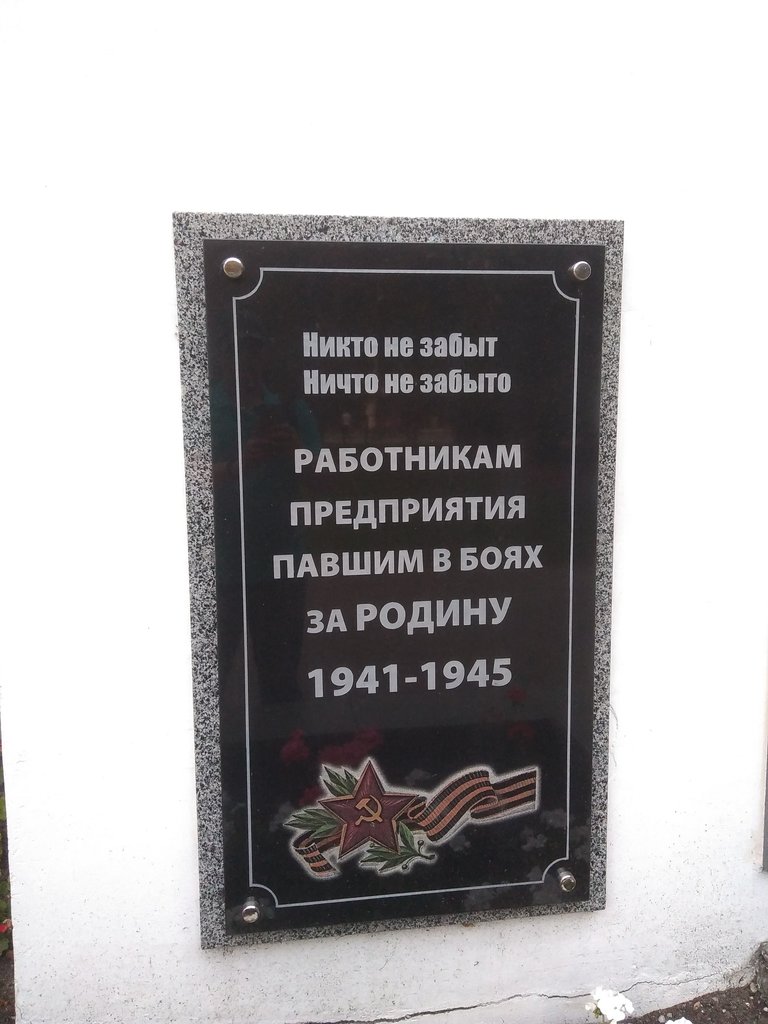 Никто не забыт
Ничто не забыто
РАБОТНИКАМ
ПРЕДПРИЯТИЯ
ПАВШИМ В БОЯХ
ЗА РОДИНУ
1941-1945